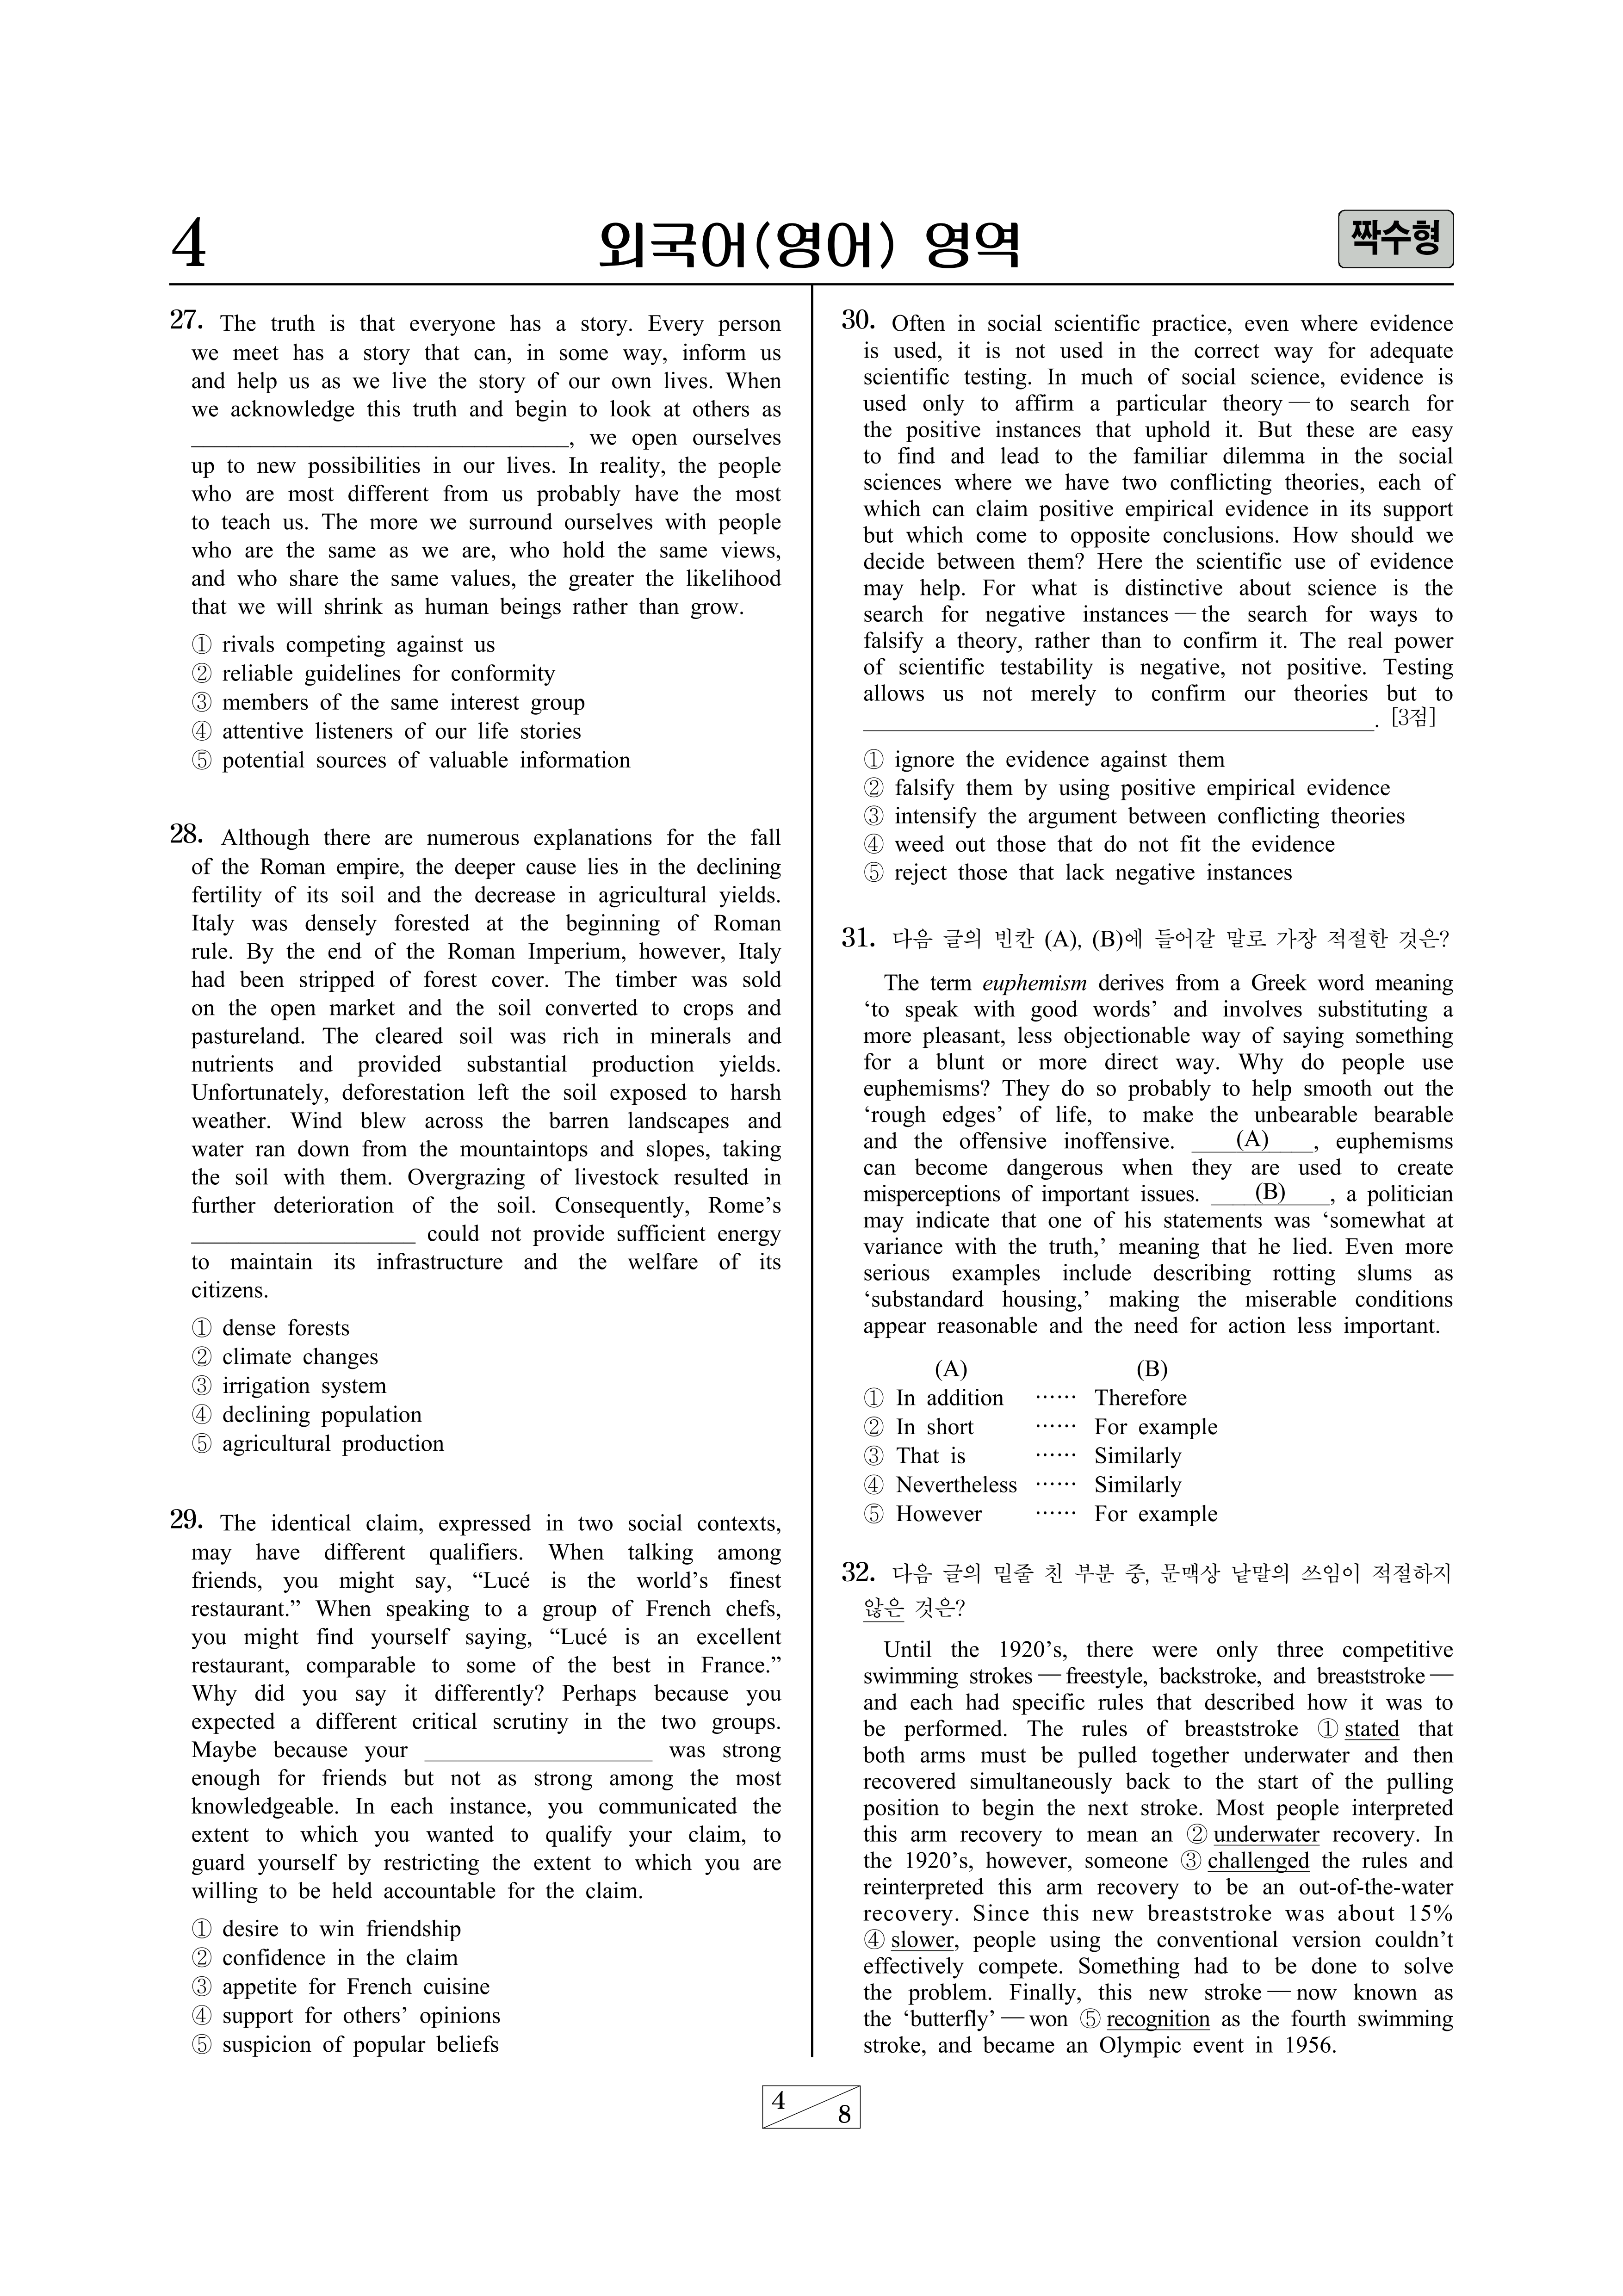 4
외국어(영어) 영역
짝수형
27. The truth is that everyone has a story. Every person
we meet has a story that can, in some way, inform us
and help us as we live the story of our own lives. When
we acknowledge this truth and begin to look at others as
____________________, we open ourselves
up to new possibilities in our lives. In reality, the people
who are most different from us probably have the most
to teach us. The more we surround ourselves with people
who are the same as we are, who hold the same views,
and who share the same values, the greater the likelihood
that we will shrink as human beings rather than grow.
① rivals competing against us
② reliable guidelines for conformity
③ members of the same interest group
④ attentive listeners of our life stories
⑤ potential sources of valuable information
28. Although there are numerous explanations for the fall
of the Roman empire, the deeper cause lies in the declining
fertility of its soil and the decrease in agricultural yields.
Italy was densely forested at the beginning of Roman
rule. By the end of the Roman Imperium, however, Italy
had been stripped of forest cover. The timber was sold
on the open market and the soil converted to crops and
pastureland. The cleared soil was rich in minerals and
nutrients and provided substantial production yields.
Unfortunately, deforestation left the soil exposed to harsh
weather. Wind blew across the barren landscapes and
water ran down from the mountaintops and slopes, taking
the soil with them. Overgrazing of livestock resulted in
further deterioration of the soil. Consequently, Rome's
____________________ could not provide sufficient energy
to maintain its infrastructure and the welfare of its
citizens.
① dense forests
② climate changes
③ irrigation system
④ declining population
⑤ agricultural production
29. The identical claim, expressed in two social contexts,
may have different qualifiers. When talking among
friends, you might say, “Lucé is the world's finest
restaurant.” When speaking to a group of French chefs,
you might find yourself saying, “Lucé is an excellent
restaurant, comparable to some of the best in France.”
Why did you say it differently? Perhaps because you
expected a different critical scrutiny in the two groups.
Maybe because your ____________________ was strong
enough for friends but not as strong among the most
knowledgeable. In each instance, you communicated the
extent to which you wanted to qualify your claim, to
guard yourself by restricting the extent to which you are
willing to be held accountable for the claim.
① desire to win friendship
② confidence in the claim
③ appetite for French cuisine
④ support for others' opinions
⑤ suspicion of popular beliefs
30. Often in social scientific practice, even where evidence
is used, it is not used in the correct way for adequate
scientific testing. In much of social science, evidence is
used only to affirm a particular theory — to search for
the positive instances that uphold it. But these are easy
to find and lead to the familiar dilemma in the social
sciences where we have two conflicting theories, each of
which can claim positive empirical evidence in its support
but which come to opposite conclusions. How should we
decide between them? Here the scientific use of evidence
may help. For what is distinctive about science is the
search for negative instances — the search for ways to
falsify a theory, rather than to confirm it. The real power
of scientific testability is negative, not positive. Testing
allows us not merely to confirm our theories but to
____________________. [3점]
① ignore the evidence against them
② falsify them by using positive empirical evidence
③ intensify the argument between conflicting theories
④ weed out those that do not fit the evidence
⑤ reject those that lack negative instances
31. 다음 글의 빈칸 (A), (B)에 들어갈 말로 가장 적절한 것은?
The term euphemism derives from a Greek word meaning
‘to speak with good words’ and involves substituting a
more pleasant, less objectionable way of saying something
for a blunt or more direct way. Why do people use
euphemisms? They do so probably to help smooth out the
‘rough edges’ of life, to make the unbearable bearable
and the offensive inoffensive. ____(A)____, euphemisms
can become dangerous when they are used to create
misperceptions of important issues. ____(B)____, a politician
may indicate that one of his statements was ‘somewhat at
variance with the truth,’ meaning that he lied. Even more
serious examples include describing rotting slums as
‘substandard housing,’ making the miserable conditions
appear reasonable and the need for action less important.
(A) (B)
① In addition ······ Therefore
② In short ······ For example
③ That is ······ Similarly
④ Nevertheless ······ Similarly
⑤ However ······ For example
32. 다음 글의 밑줄 친 부분 중, 문맥상 낱말의 쓰임이 적절하지
않은 것은?
Until the 1920's, there were only three competitive
swimming strokes — freestyle, backstroke, and breaststroke —
and each had specific rules that described how it was to
be performed. The rules of breaststroke ① stated that
both arms must be pulled together underwater and then
recovered simultaneously back to the start of the pulling
position to begin the next stroke. Most people interpreted
this arm recovery to mean an ② underwater recovery. In
the 1920's, however, someone ③ challenged the rules and
reinterpreted this arm recovery to be an out-of-the-water
recovery. Since this new breaststroke was about 15%
④ slower, people using the conventional version couldn't
effectively compete. Something had to be done to solve
the problem. Finally, this new stroke — now known as
the ‘butterfly’ — won ⑤ recognition as the fourth swimming
stroke, and became an Olympic event in 1956.
4
8